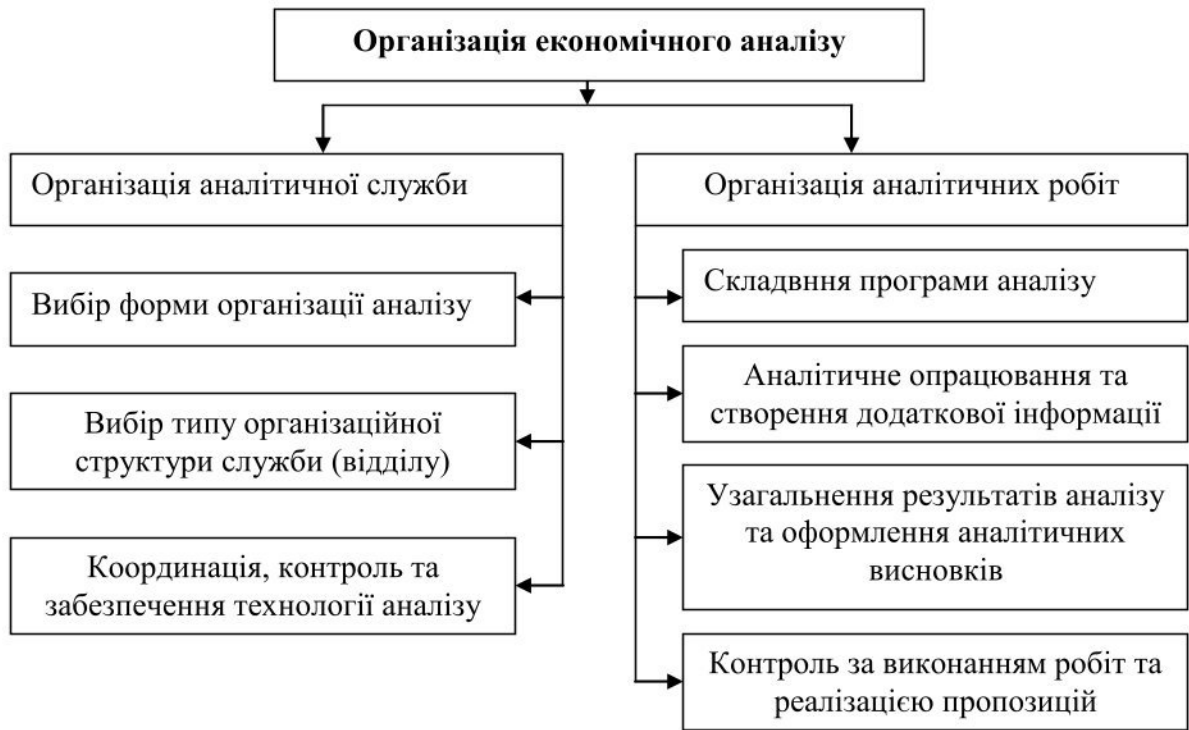 Організація економічного аналізу
Організація аналітичної служби
Вибір форми організації аналізу
Вибір типу організаційної
структури служби (відділу)
Координація, контроль та
забезпечення технології аналізу
Організація аналітичних робіт
Складвння програми аналізу
Аналітичне опрацювання та
створення додаткової інформації
Узагальнення результатів аналізу
та оформлення аналітичних
висновків
Контроль за виконанням робіт та
реалізацією пропозицій